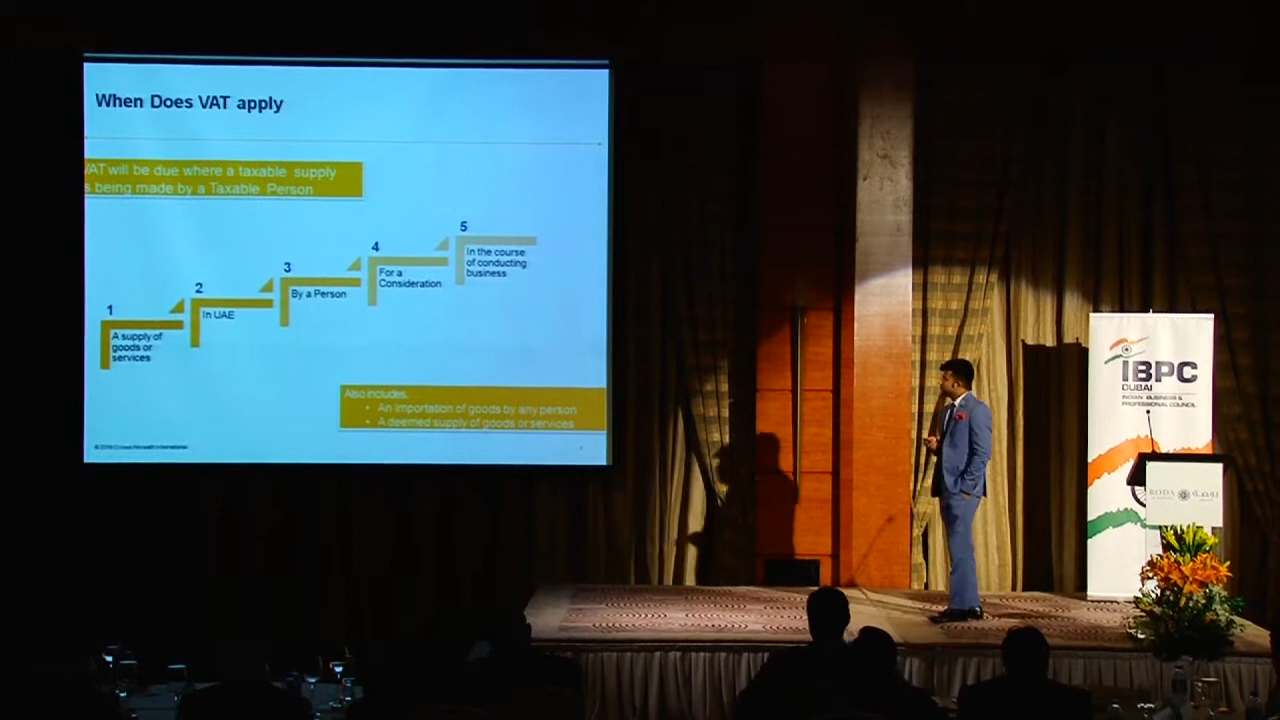 When Does VAT apply
VAT will be due where a taxable supply
s being made by a Taxable Person
1
A supply of
goods or
services
2
In UAE
3
By a Person
4
For a
Consideration
5
In the course
of conducting
business
Also includes,
• An importation of goods by any person
• A deemed supply of goods or services
IBPC
DUBAI
INDIAN BUSINESS &
PROFESSIONAL COUNCIL
RODA